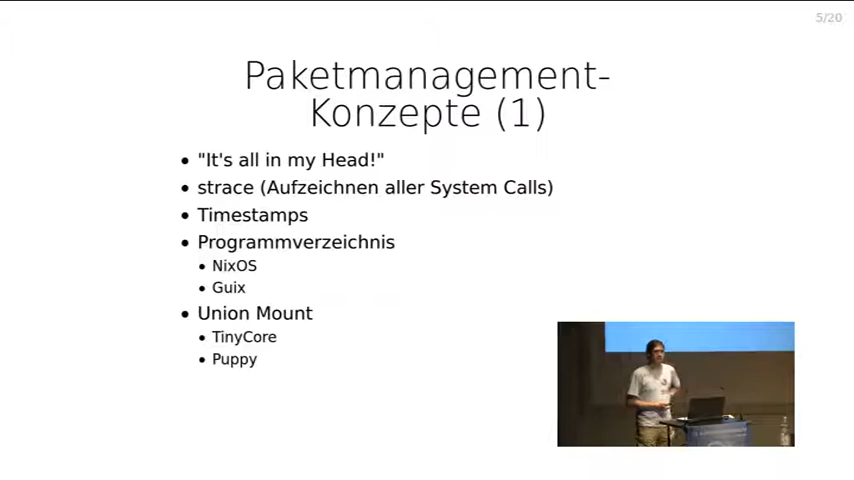 5/20
Paketmanagement-
Konzepte (1)
• "It's all in my Head!"
• strace (Aufzeichnen aller System Calls)
• Timestamps
• Programmverzeichnis
• NixOS
• Guix
• Union Mount
• TinyCore
• Puppy